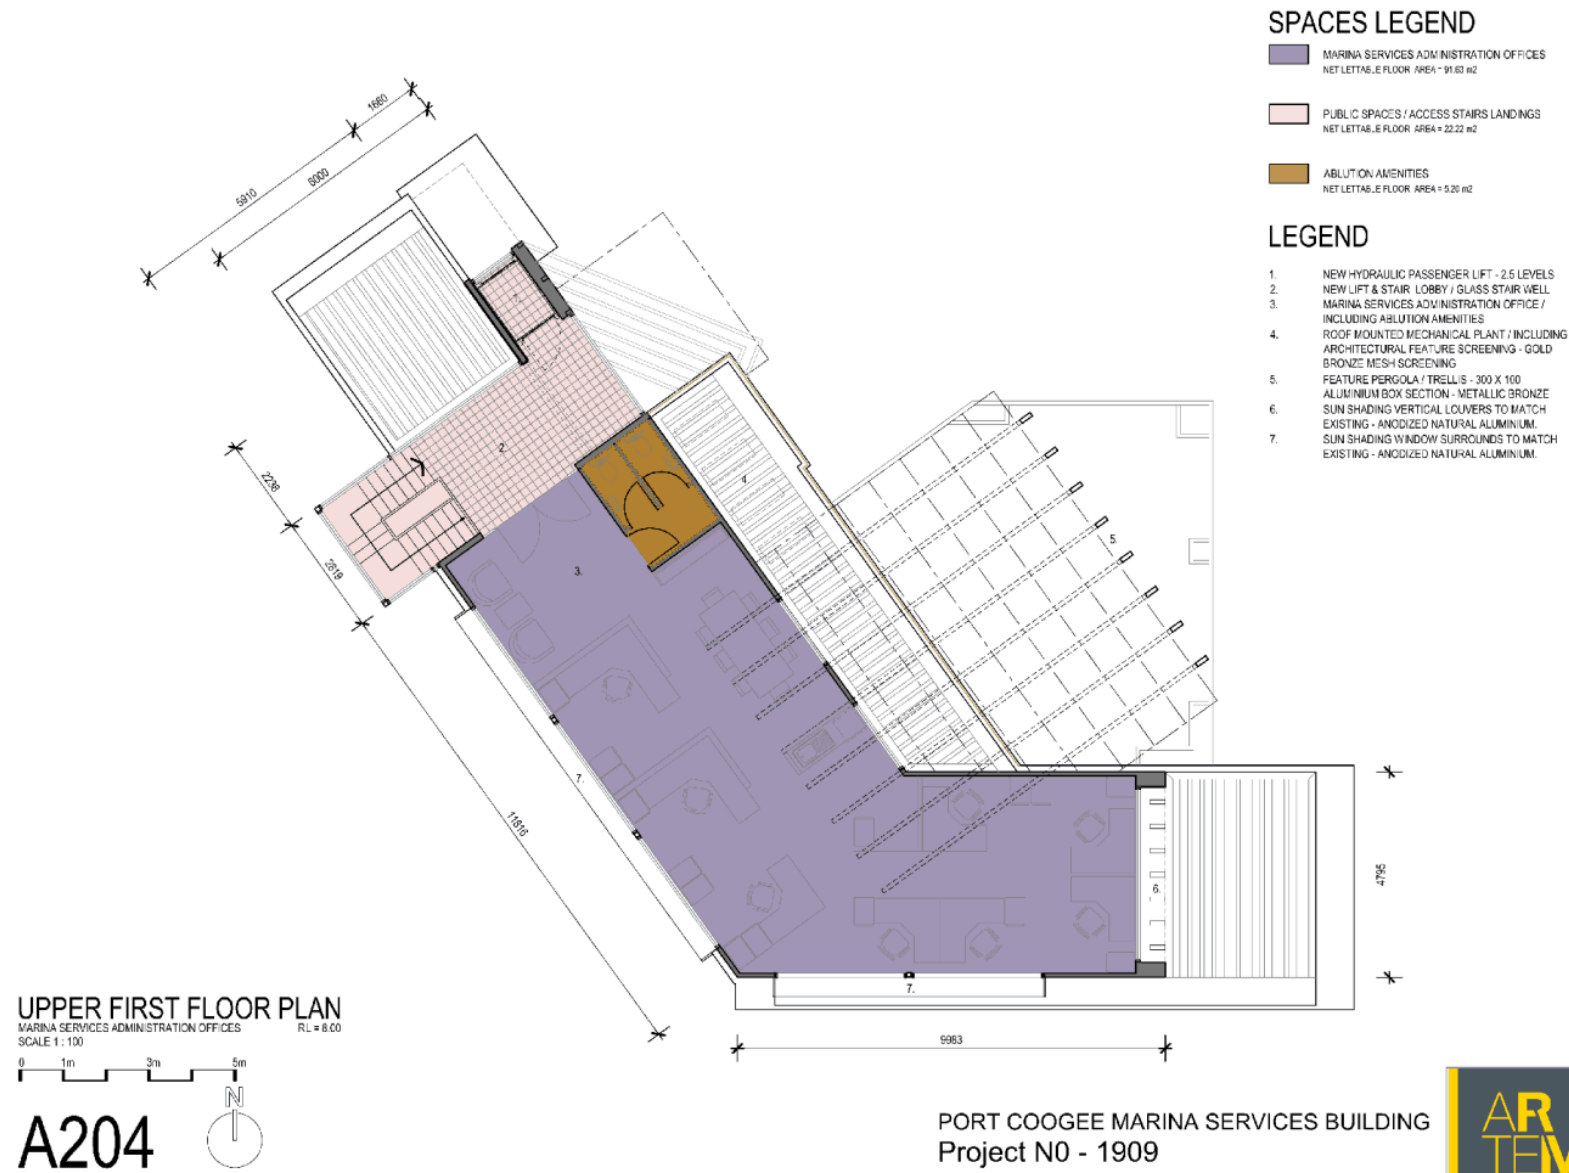 SPACES LEGEND
MARINA SERVICES ADMINISTRATION OFFICES
NET LETTABLE FLOOR AREA = 91.63 m2
PUBLIC SPACES / ACCESS STAIRS LANDINGS
NET LETTABLE FLOOR AREA = 22.22 m2
ABLUTION AMENITIES
NET LETTABLE FLOOR AREA = 5.20 m2
LEGEND
1. NEW HYDRAULIC PASSENGER LIFT - 2.5 LEVELS
2. NEW LIFT & STAIR LOBBY / GLASS STAIR WELL
3. MARINA SERVICES ADMINISTRATION OFFICE /
INCLUDING ABLUTION AMENITIES
4. ROOF MOUNTED MECHANICAL PLANT / INCLUDING
ARCHITECTURAL FEATURE SCREENING - GOLD
BRONZE MESH SCREENING
5. FEATURE PERGOLA / TRELLIS - 300 X 100
ALUMINIUM BOX SECTION - METALLIC BRONZE
6. SUN SHADING VERTICAL LOUVERS TO MATCH
EXISTING - ANODIZED NATURAL ALUMINIUM.
7. SUN SHADING WINDOW SURROUNDS TO MATCH
EXISTING - ANODIZED NATURAL ALUMINIUM.
1660
5910
8000
1.
2.
2238
2819
3.
4.
5.
7.
11816
6.
4795
7.
9983
UPPER FIRST FLOOR PLAN
MARINA SERVICES ADMINISTRATION OFFICES RL = 8.00
SCALE 1 : 100
0 1m 3m 5m
N
A204
PORT COOGEE MARINA SERVICES BUILDING
Project N0 - 1909
AR
TEM